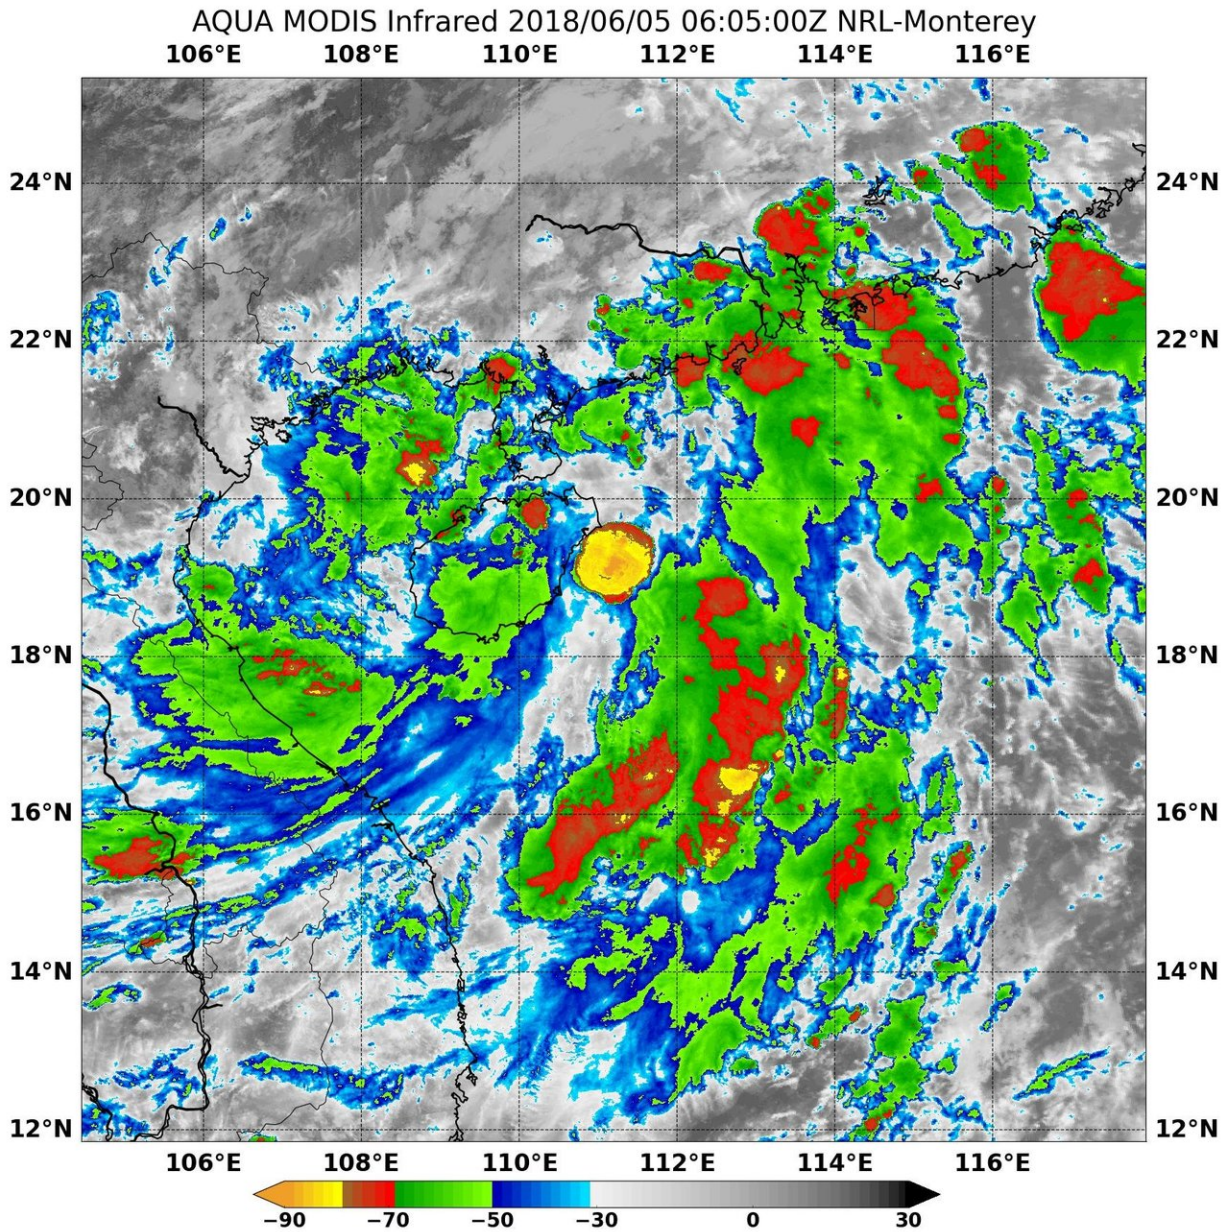 AQUA MODIS Infrared 2018/06/05 06:05:00Z NRL-Monterey
106°E 108°E 110°E 112°E 114°E 116°E
24°N 24°N
22°N 22°N
20°N 20°N
18°N 18°N
16°N 16°N
14°N 14°N
12°N 12°N
106°E 108°E 110°E 112°E 114°E 116°E
−90 −70 −50 −30 0 30